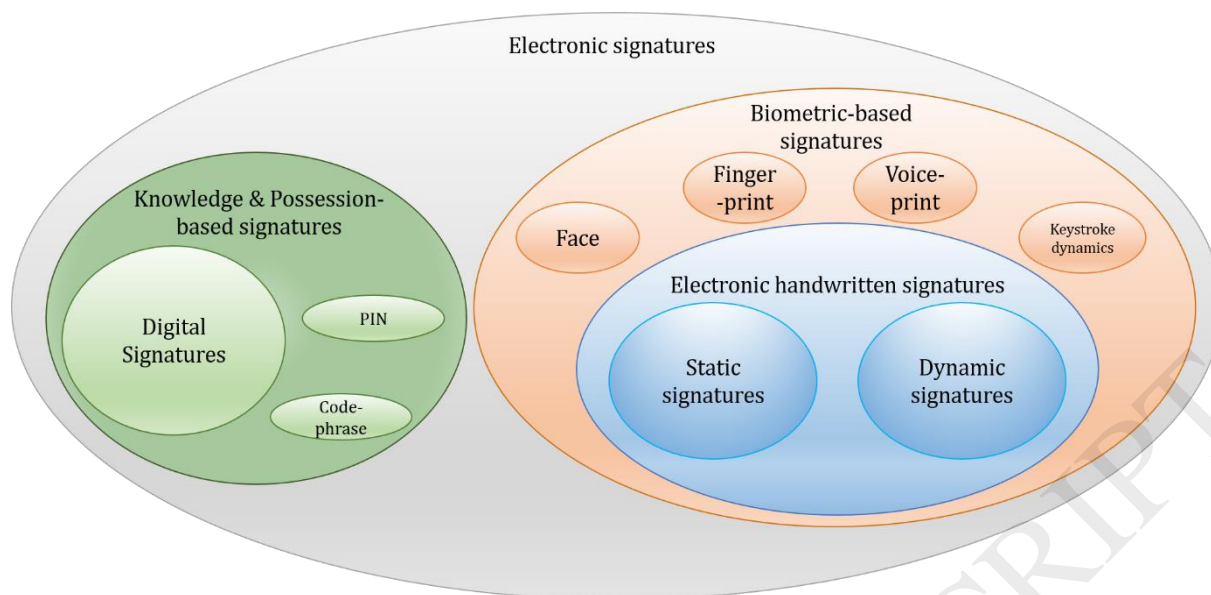 Electronic signatures
Biometric-based
signatures
Finger
-print
Voice-
print
Knowledge & Possession-
based signatures
Face
Keystroke
dynamics
Electronic handwritten signatures
Digital
Signatures
PIN
Static
signatures
Dynamic
signatures
Code-
phrase
CRIPT